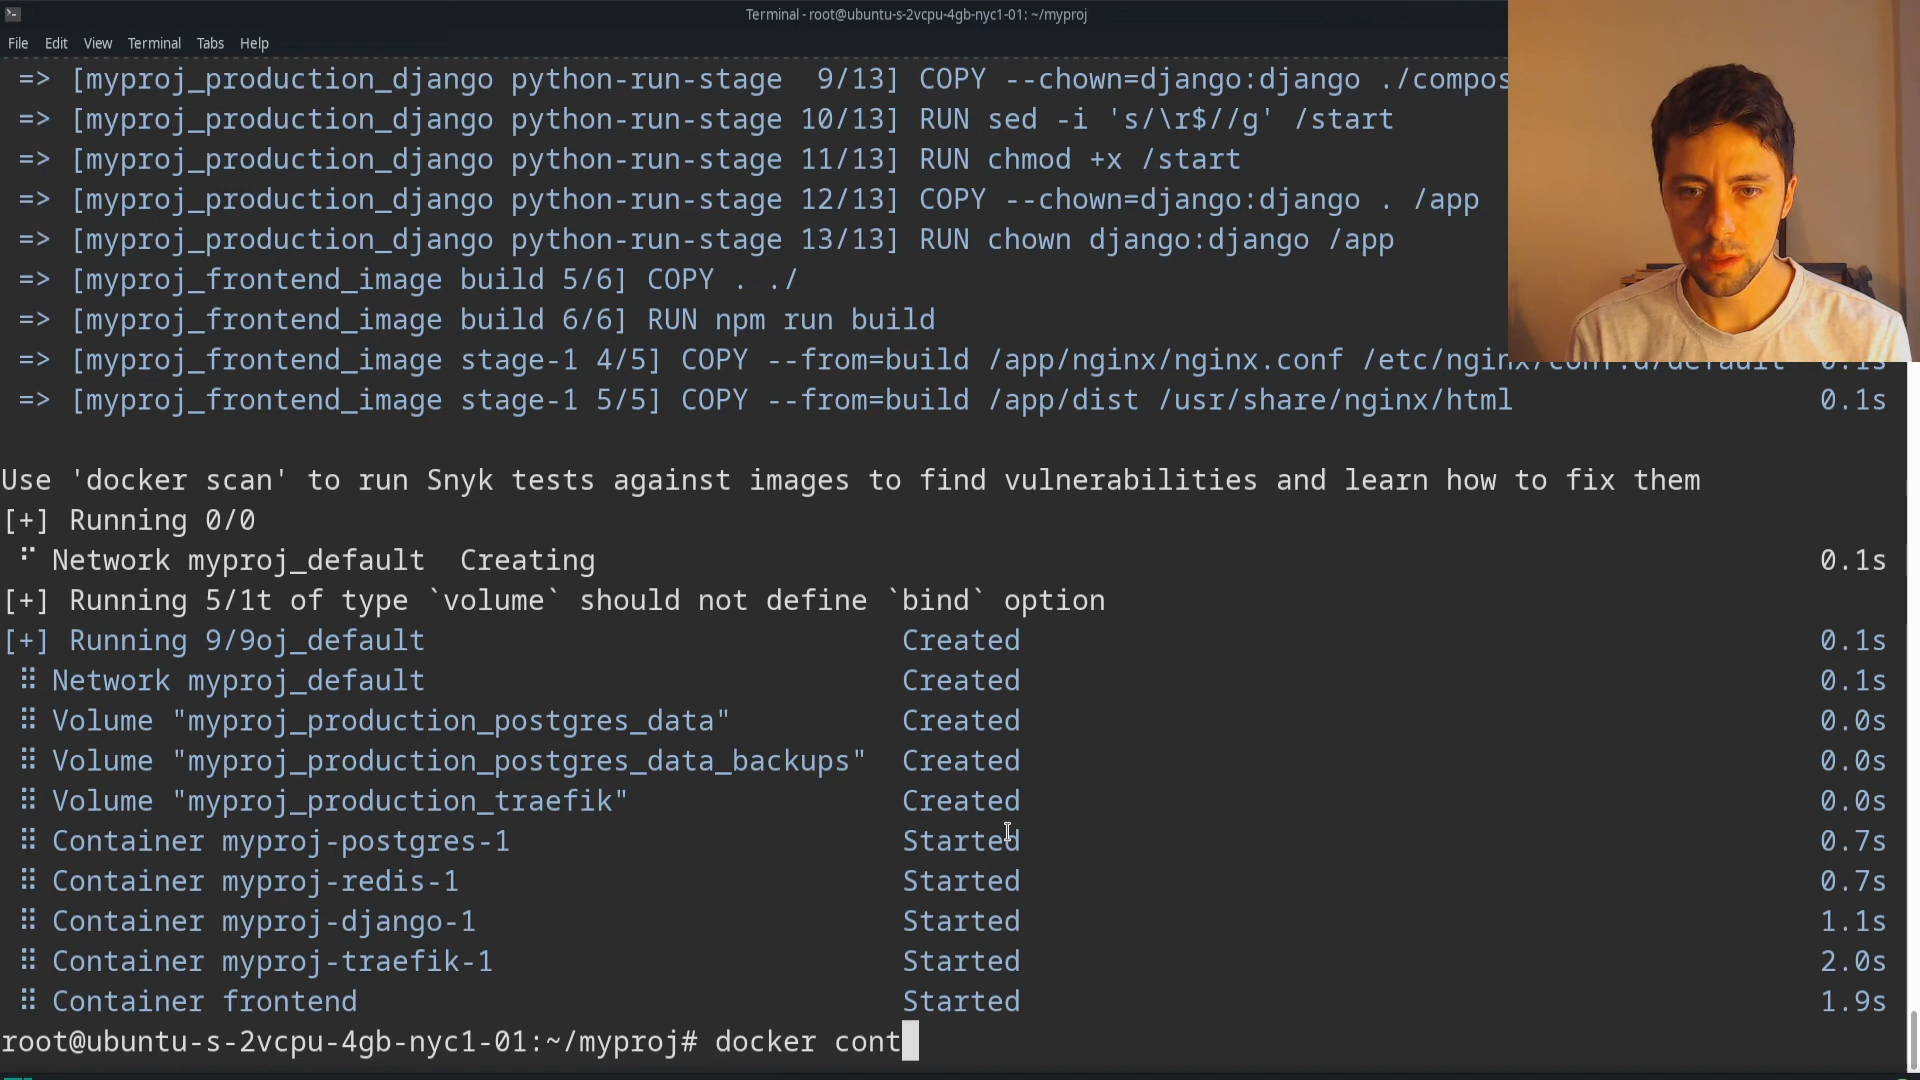 Terminal - root@ubuntu-s-2vcpu-4gb-nyc1-01: ~/myproj
File Edit View Terminal Tabs Help
=> [myproj_production_django python-run-stage  9/13] COPY --chown=django:django ./compos
=> [myproj_production_django python-run-stage 10/13] RUN sed -i 's/\r$//g' /start
=> [myproj_production_django python-run-stage 11/13] RUN chmod +x /start
=> [myproj_production_django python-run-stage 12/13] COPY --chown=django:django . /app
=> [myproj_production_django python-run-stage 13/13] RUN chown django:django /app
=> [myproj_frontend_image build 5/6] COPY . ./
=> [myproj_frontend_image build 6/6] RUN npm run build
=> [myproj_frontend_image stage-1 4/5] COPY --from=build /app/nginx/nginx.conf /etc/nginx/conf.d/default 0.1s
=> [myproj_frontend_image stage-1 5/5] COPY --from=build /app/dist /usr/share/nginx/html 0.1s
Use 'docker scan' to run Snyk tests against images to find vulnerabilities and learn how to fix them
[+] Running 0/0
⠋ Network myproj_default  Creating 0.1s
[+] Running 5/1t of type `volume` should not define `bind` option
[+] Running 9/9oj_default Created 0.1s
⠿ Network myproj_default Created 0.1s
⠿ Volume "myproj_production_postgres_data" Created 0.0s
⠿ Volume "myproj_production_postgres_data_backups" Created 0.0s
⠿ Volume "myproj_production_traefik" Created 0.0s
⠿ Container myproj-postgres-1 Started 0.7s
⠿ Container myproj-redis-1 Started 0.7s
⠿ Container myproj-django-1 Started 1.1s
⠿ Container myproj-traefik-1 Started 2.0s
⠿ Container frontend Started 1.9s
root@ubuntu-s-2vcpu-4gb-nyc1-01:~/myproj# docker cont